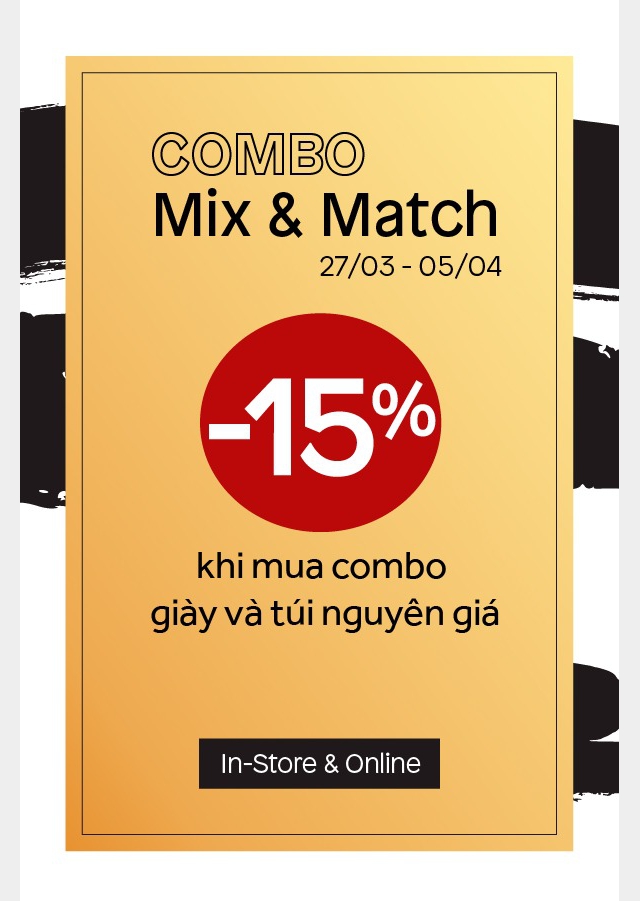 COMBO
Mix & Match
27/03 - 05/04
-15%
khi mua combo
giày và túi nguyên giá
In-Store & Online